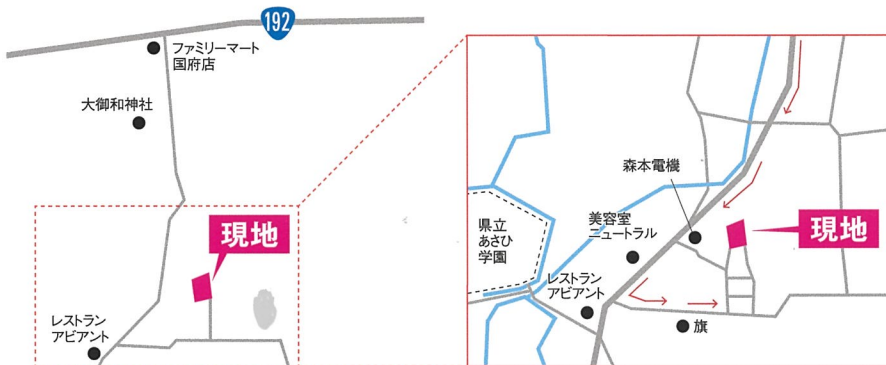 192
ファミリーマート
国府店
大御和神社
現地
レストラン
アビアント
森本電機
美容室
ニュートラル
県立
あさひ
学園
現地
レストラン
アビアント
旗